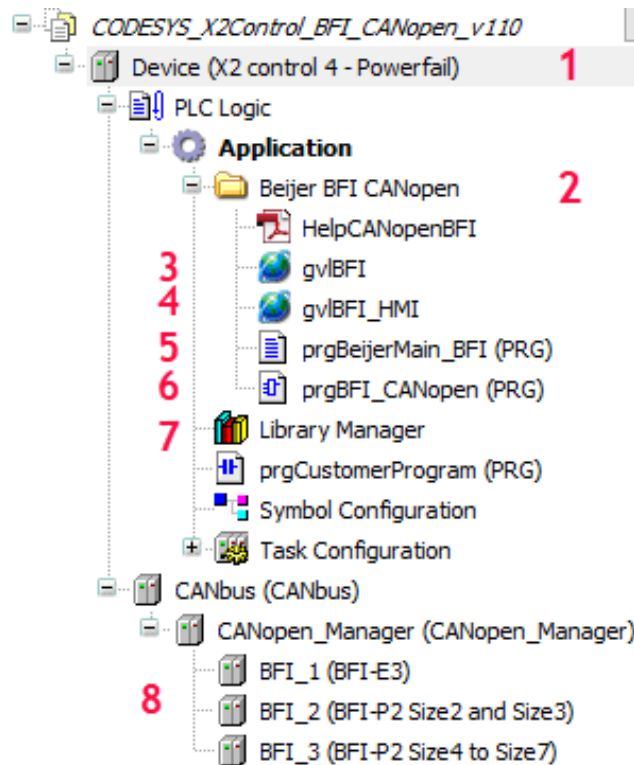 CODESYS_X2Control_BFI_CANopen_v110
Device (X2 control 4 - Powerfail) 1
PLC Logic
Application
Beijer BFI CANopen 2
HelpCANopenBFI
3 gvlBFI
4 gvlBFI_HMI
5 prgBeijerMain_BFI (PRG)
6 prgBFI_CANopen (PRG)
7 Library Manager
prgCustomerProgram (PRG)
Symbol Configuration
Task Configuration
CANbus (CANbus)
CANopen_Manager (CANopen_Manager)
BFI_1 (BFI-E3)
8 BFI_2 (BFI-P2 Size2 and Size3)
BFI_3 (BFI-P2 Size4 to Size7)